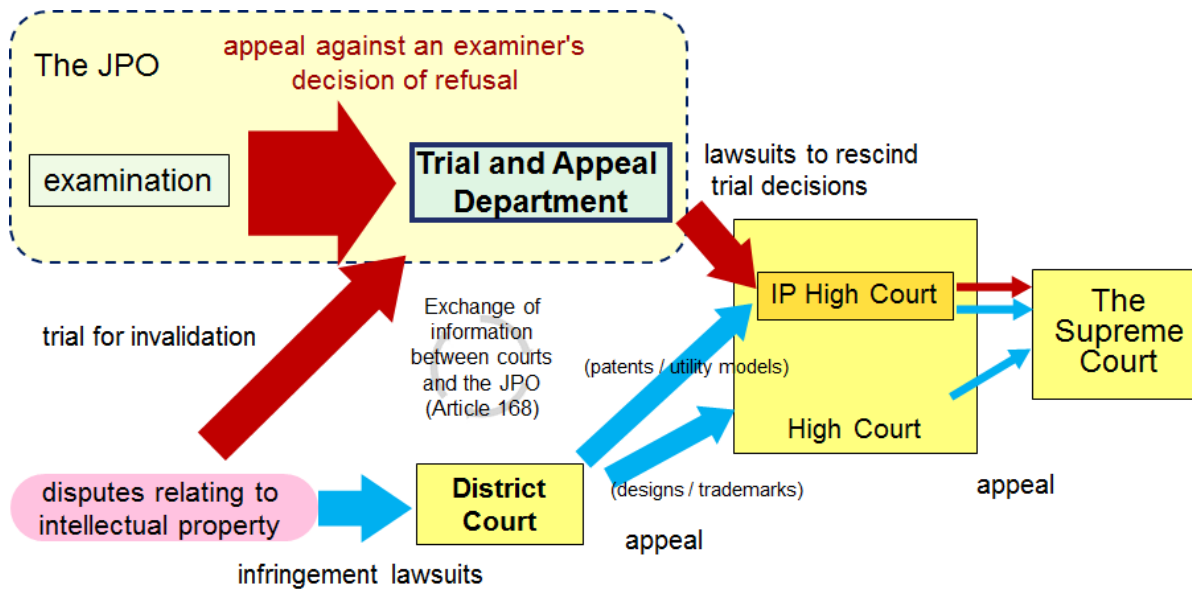 The JPO
appeal against an examiner's
decision of refusal
examination
Trial and Appeal
Department
lawsuits to rescind
trial decisions
IP High Court
The
Supreme
Court
trial for invalidation
Exchange of
information
between courts
and the JPO
(Article 168)
(patents / utility models)
High Court
disputes relating to
intellectual property
District
Court
(designs / trademarks)
appeal
appeal
infringement lawsuits